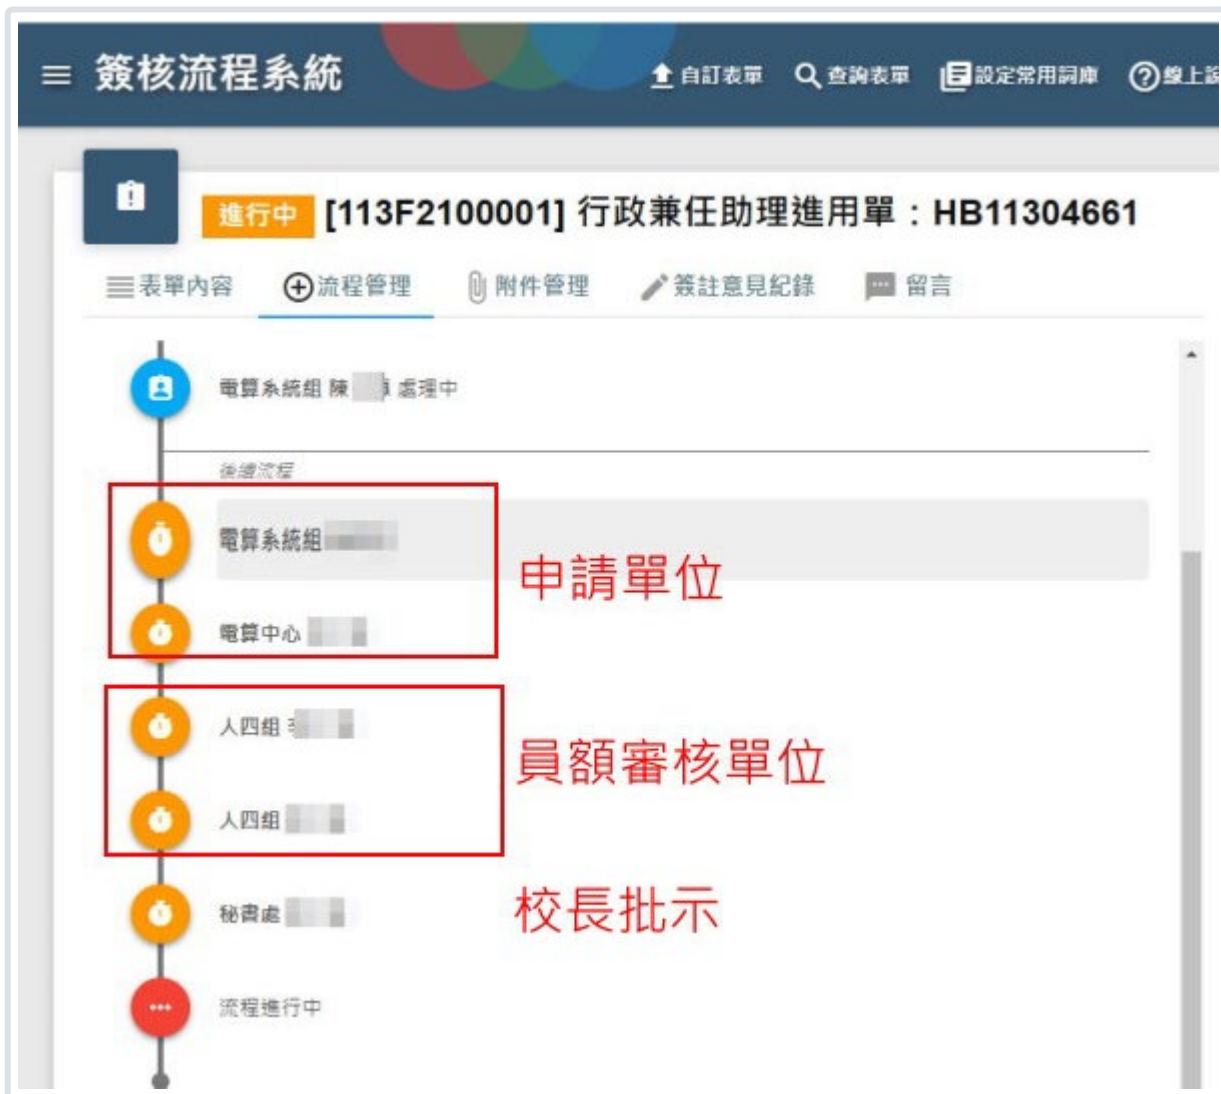 簽核流程系統
自訂表單 查詢表單 設定常用詞庫 線上說
進行中 [113F2100001] 行政兼任助理進用單：HB11304661
表單內容 流程管理 附件管理 簽註意見紀錄 留言
電算系統組 陳 處理中
後續流程
電算系統組
申請單位
電算中心
人四組
員額審核單位
人四組
秘書處
校長批示
流程進行中